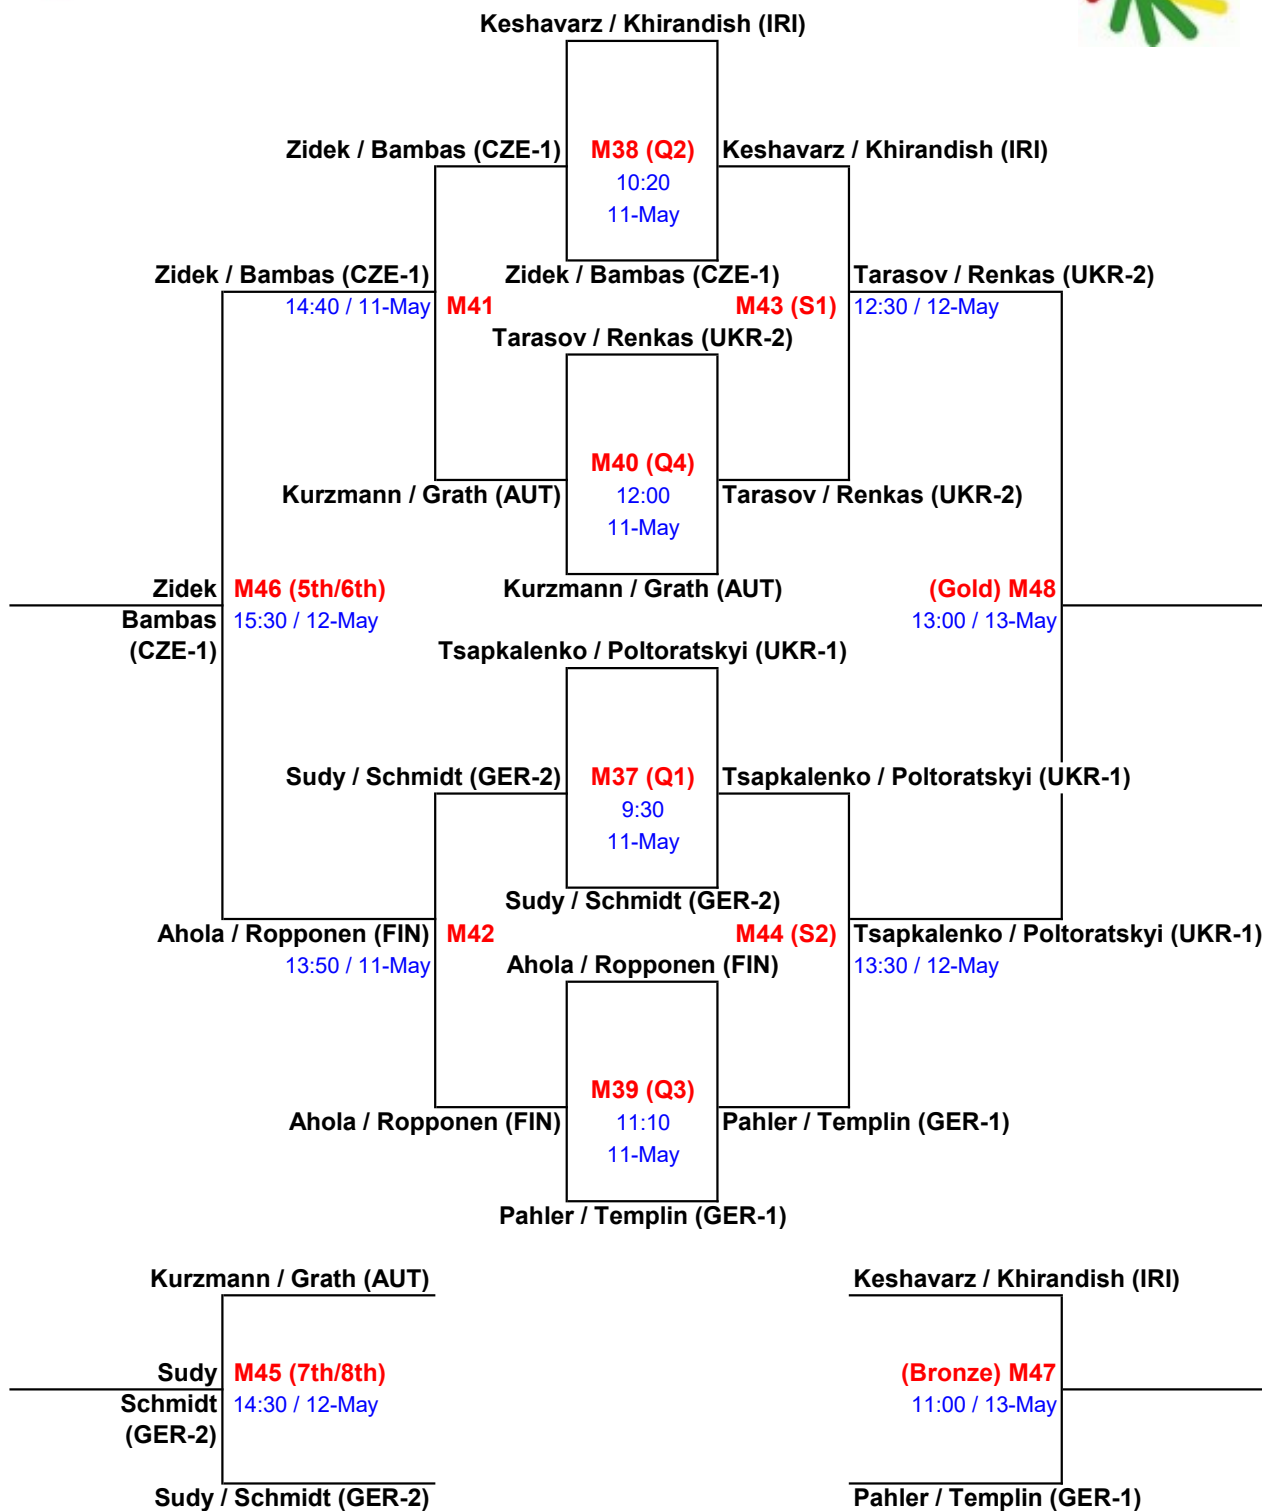 Keshavarz / Khirandish (IRI)
Zidek / Bambas (CZE-1) M38 (Q2) Keshavarz / Khirandish (IRI)
10:20
11-May
Zidek / Bambas (CZE-1) Zidek / Bambas (CZE-1) Tarasov / Renkas (UKR-2)
14:40 / 11-May M41 M43 (S1) 12:30 / 12-May
Tarasov / Renkas (UKR-2)
M40 (Q4)
Kurzmann / Grath (AUT) 12:00 Tarasov / Renkas (UKR-2)
11-May
Zidek M46 (5th/6th) Kurzmann / Grath (AUT) (Gold) M48
Bambas 15:30 / 12-May 13:00 / 13-May
(CZE-1) Tsapkalenko / Poltoratskyi (UKR-1)
Sudy / Schmidt (GER-2) M37 (Q1) Tsapkalenko / Poltoratskyi (UKR-1)
9:30
11-May
Sudy / Schmidt (GER-2)
Ahola / Ropponen (FIN) M42 M44 (S2) Tsapkalenko / Poltoratskyi (UKR-1)
13:50 / 11-May Ahola / Ropponen (FIN) 13:30 / 12-May
M39 (Q3)
Ahola / Ropponen (FIN) 11:10 Pahler / Templin (GER-1)
11-May
Pahler / Templin (GER-1)
Kurzmann / Grath (AUT) Keshavarz / Khirandish (IRI)
Sudy M45 (7th/8th) (Bronze) M47
Schmidt 14:30 / 12-May 11:00 / 13-May
(GER-2)
Sudy / Schmidt (GER-2) Pahler / Templin (GER-1)